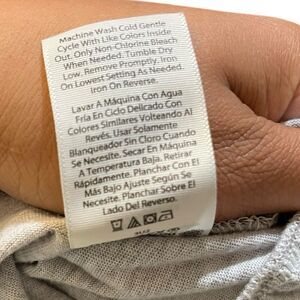 Machine Wash Cold Gentle
Cycle With Like Colors Inside
Out. Only Non-Chlorine Bleach
When Needed. Tumble Dry
Low. Remove Promptly. Iron
On Lowest Setting As Needed.
Iron On Reverse.
Lavar A Máquina Con Agua
Fría En Ciclo Delicado Con
Colores Similares Volteando Al
Revés. Usar Solamente
Blanqueador Sin Cloro Cuando
Se Necesite. Secar En Máquina
A Temperatura Baja. Retirar
Rápidamente. Planchar Con El
Más Bajo Ajuste Según Se
Necesite. Planchar Sobre El
Lado Del Reverso.